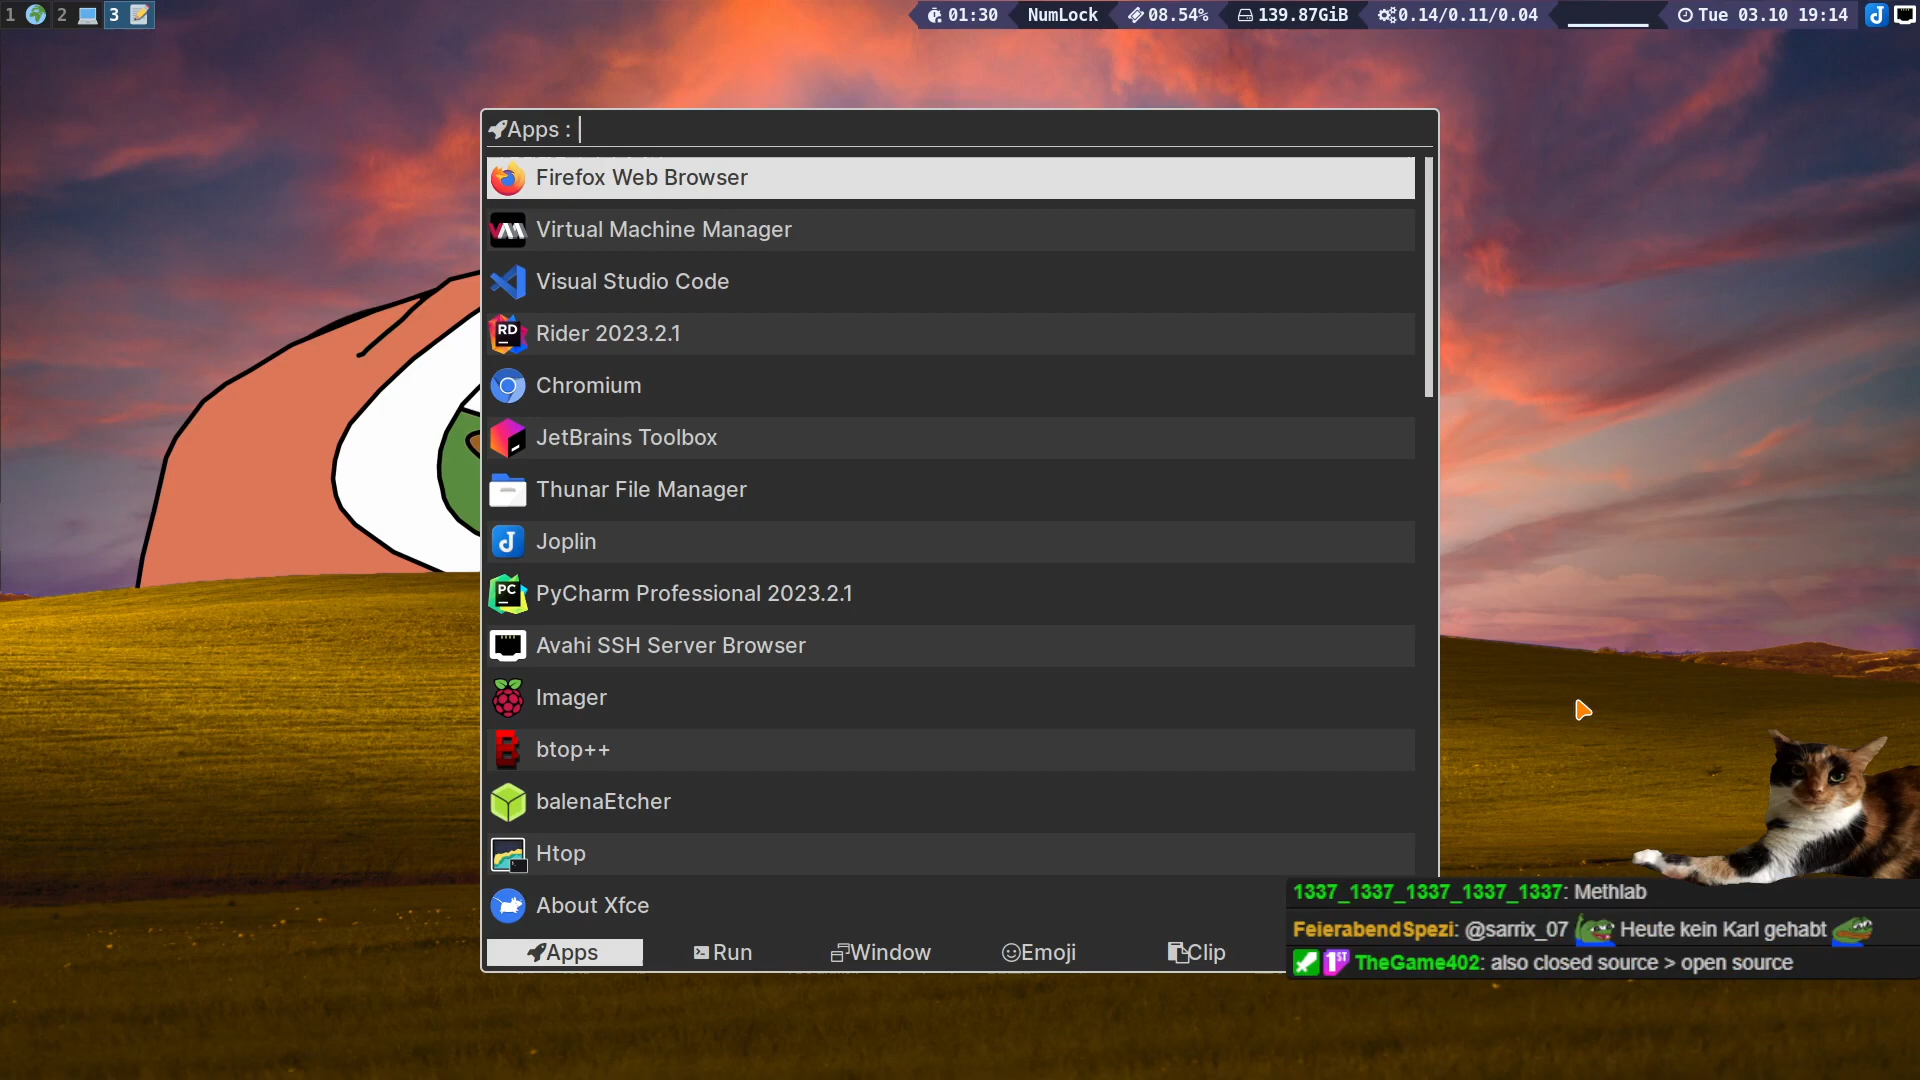 1 2 3 01:30 NumLock 08.54% 139.87GiB 0.14/0.11/0.04 Tue 03.10 19:14
Apps :
Firefox Web Browser
Virtual Machine Manager
Visual Studio Code
RD Rider 2023.2.1
Chromium
JetBrains Toolbox
Thunar File Manager
Joplin
PC PyCharm Professional 2023.2.1
Avahi SSH Server Browser
Imager
btop++
balenaEtcher
Htop
About Xfce
Apps Run Window Emoji Clip
1337_1337_1337_1337_1337: Methlab
FeierabendSpezi: @sarrix_07 Heute kein Karl gehabt
1ST TheGame402: also closed source > open source